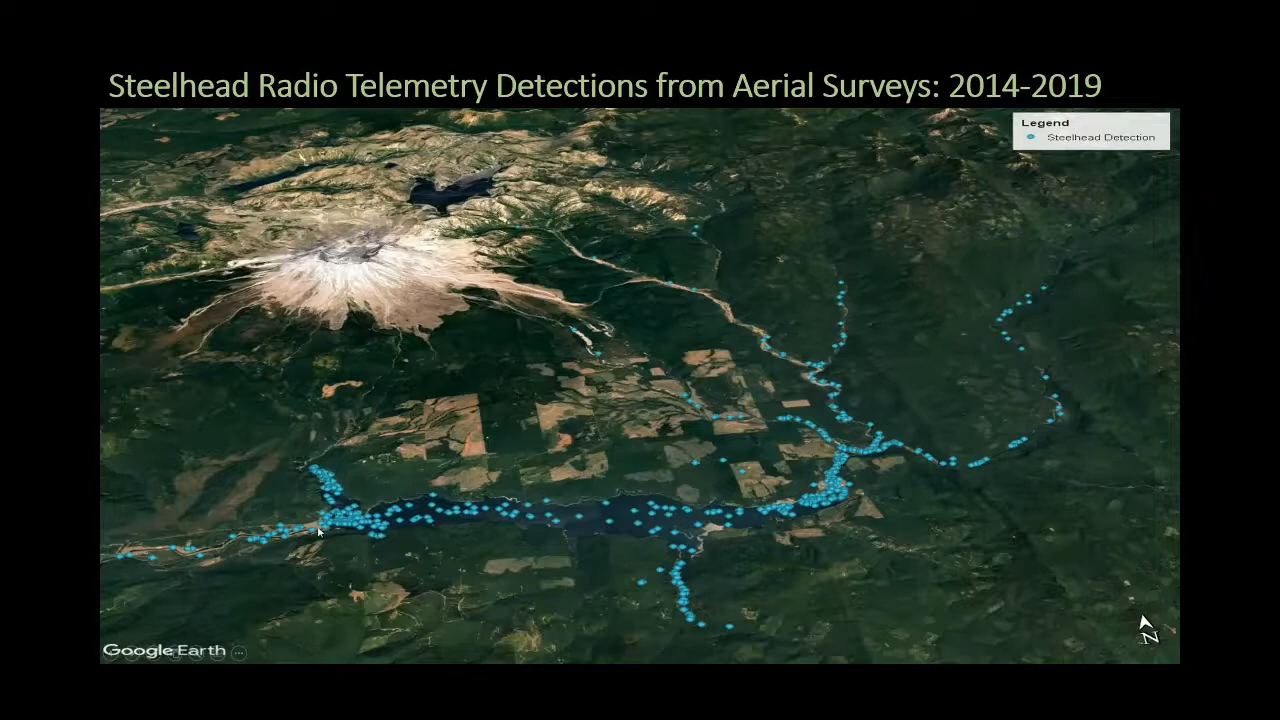 Steelhead Radio Telemetry Detections from Aerial Surveys: 2014-2019
Legend
Steelhead Detection
N
Google Earth